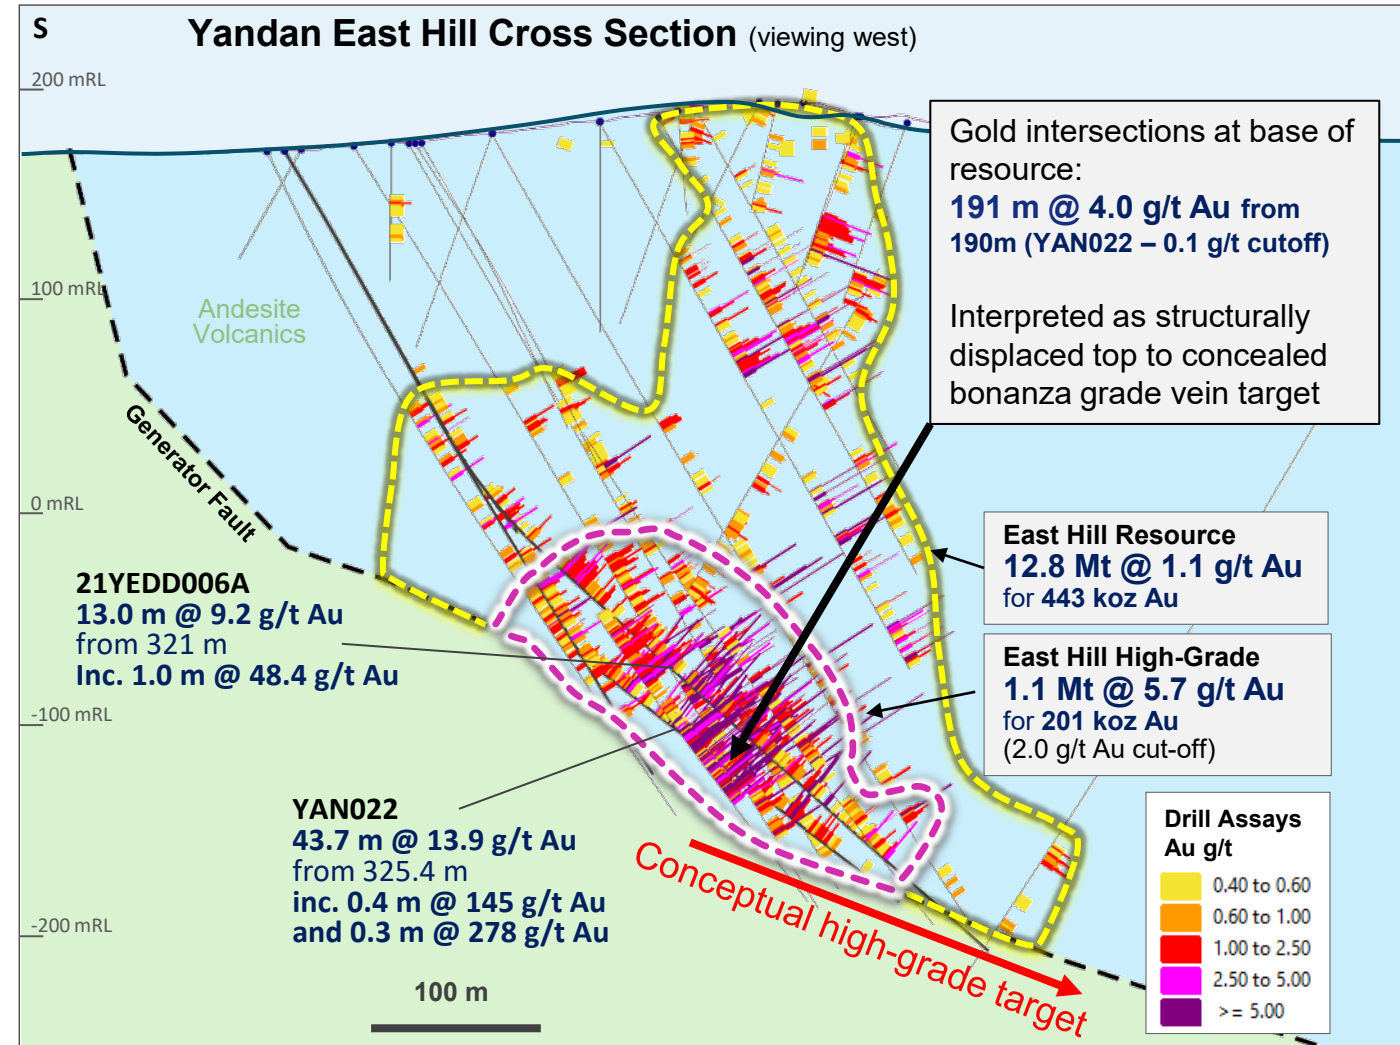 S
Yandan East Hill Cross Section (viewing west)
200 mRL
Gold intersections at base of
resource:
191 m @ 4.0 g/t Au from
190m (YAN022 – 0.1 g/t cutoff)
Interpreted as structurally
displaced top to concealed
bonanza grade vein target
100 mRL
Andesite
Volcanics
Generator Fault
0 mRL
East Hill Resource
12.8 Mt @ 1.1 g/t Au
for 443 koz Au
21YEDD006A
13.0 m @ 9.2 g/t Au
from 321 m
Inc. 1.0 m @ 48.4 g/t Au
East Hill High-Grade
1.1 Mt @ 5.7 g/t Au
for 201 koz Au
(2.0 g/t Au cut-off)
-100 mRL
YAN022
43.7 m @ 13.9 g/t Au
from 325.4 m
inc. 0.4 m @ 145 g/t Au
and 0.3 m @ 278 g/t Au
Conceptual high-grade target
-200 mRL
100 m
Drill Assays
Au g/t
0.40 to 0.60
0.60 to 1.00
1.00 to 2.50
2.50 to 5.00
>= 5.00